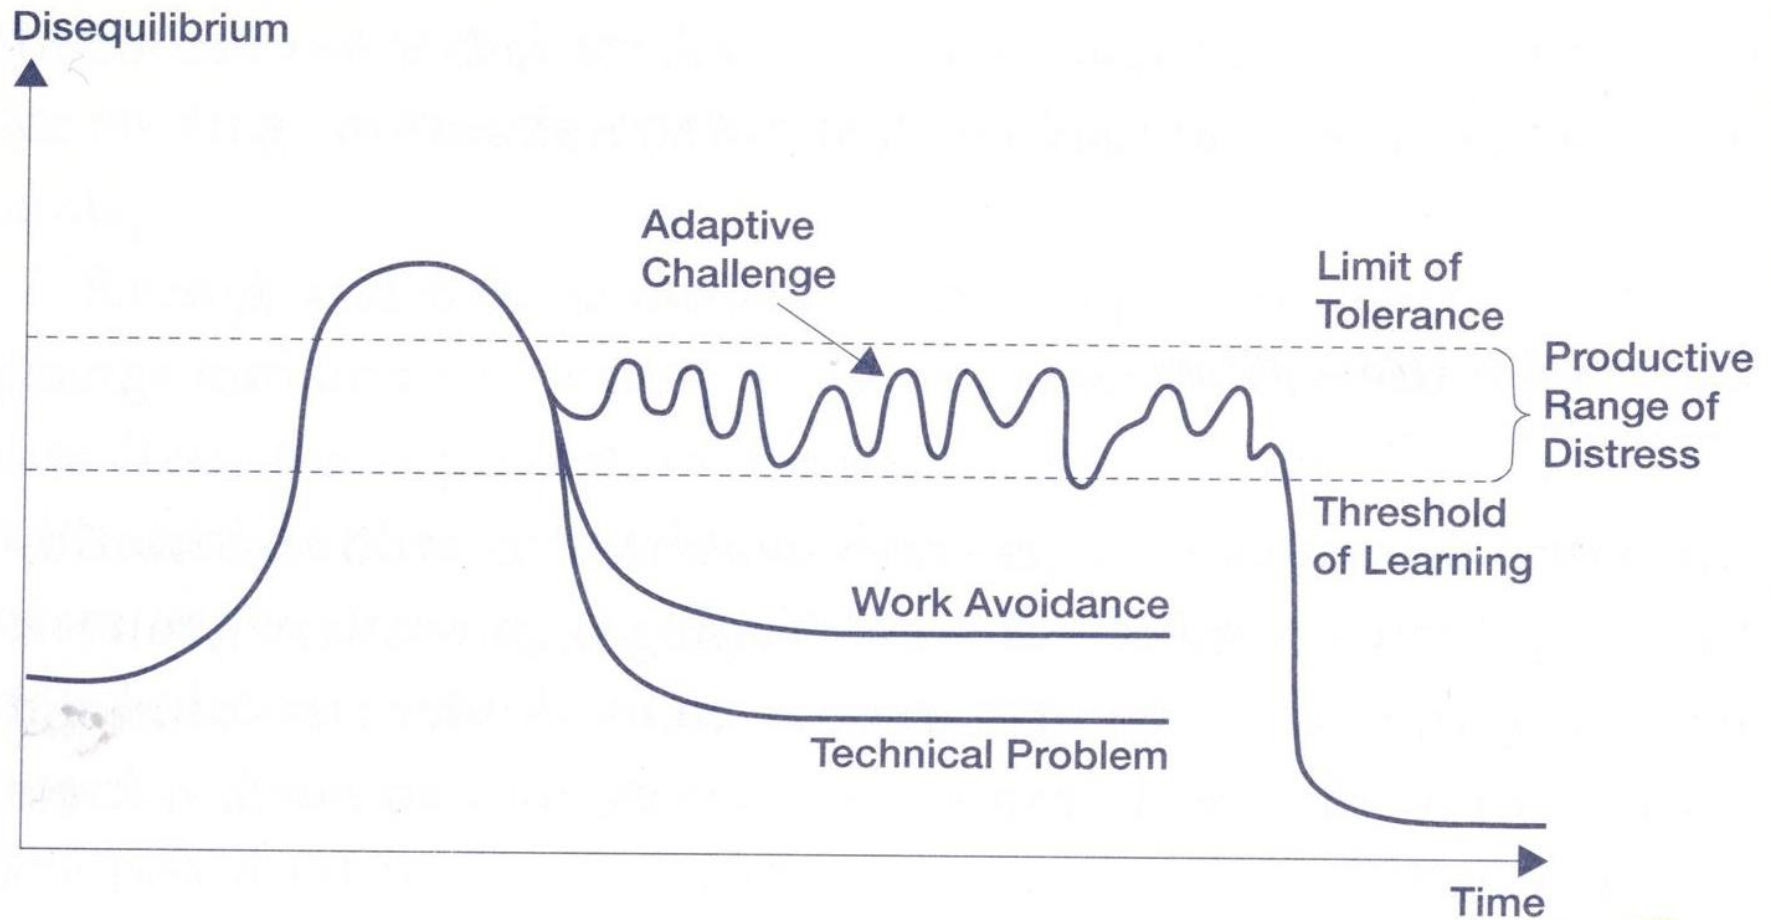 Disequilibrium
Adaptive
Challenge
Limit of
Tolerance
Productive
Range of
Distress
Threshold
of Learning
Work Avoidance
Technical Problem
Time